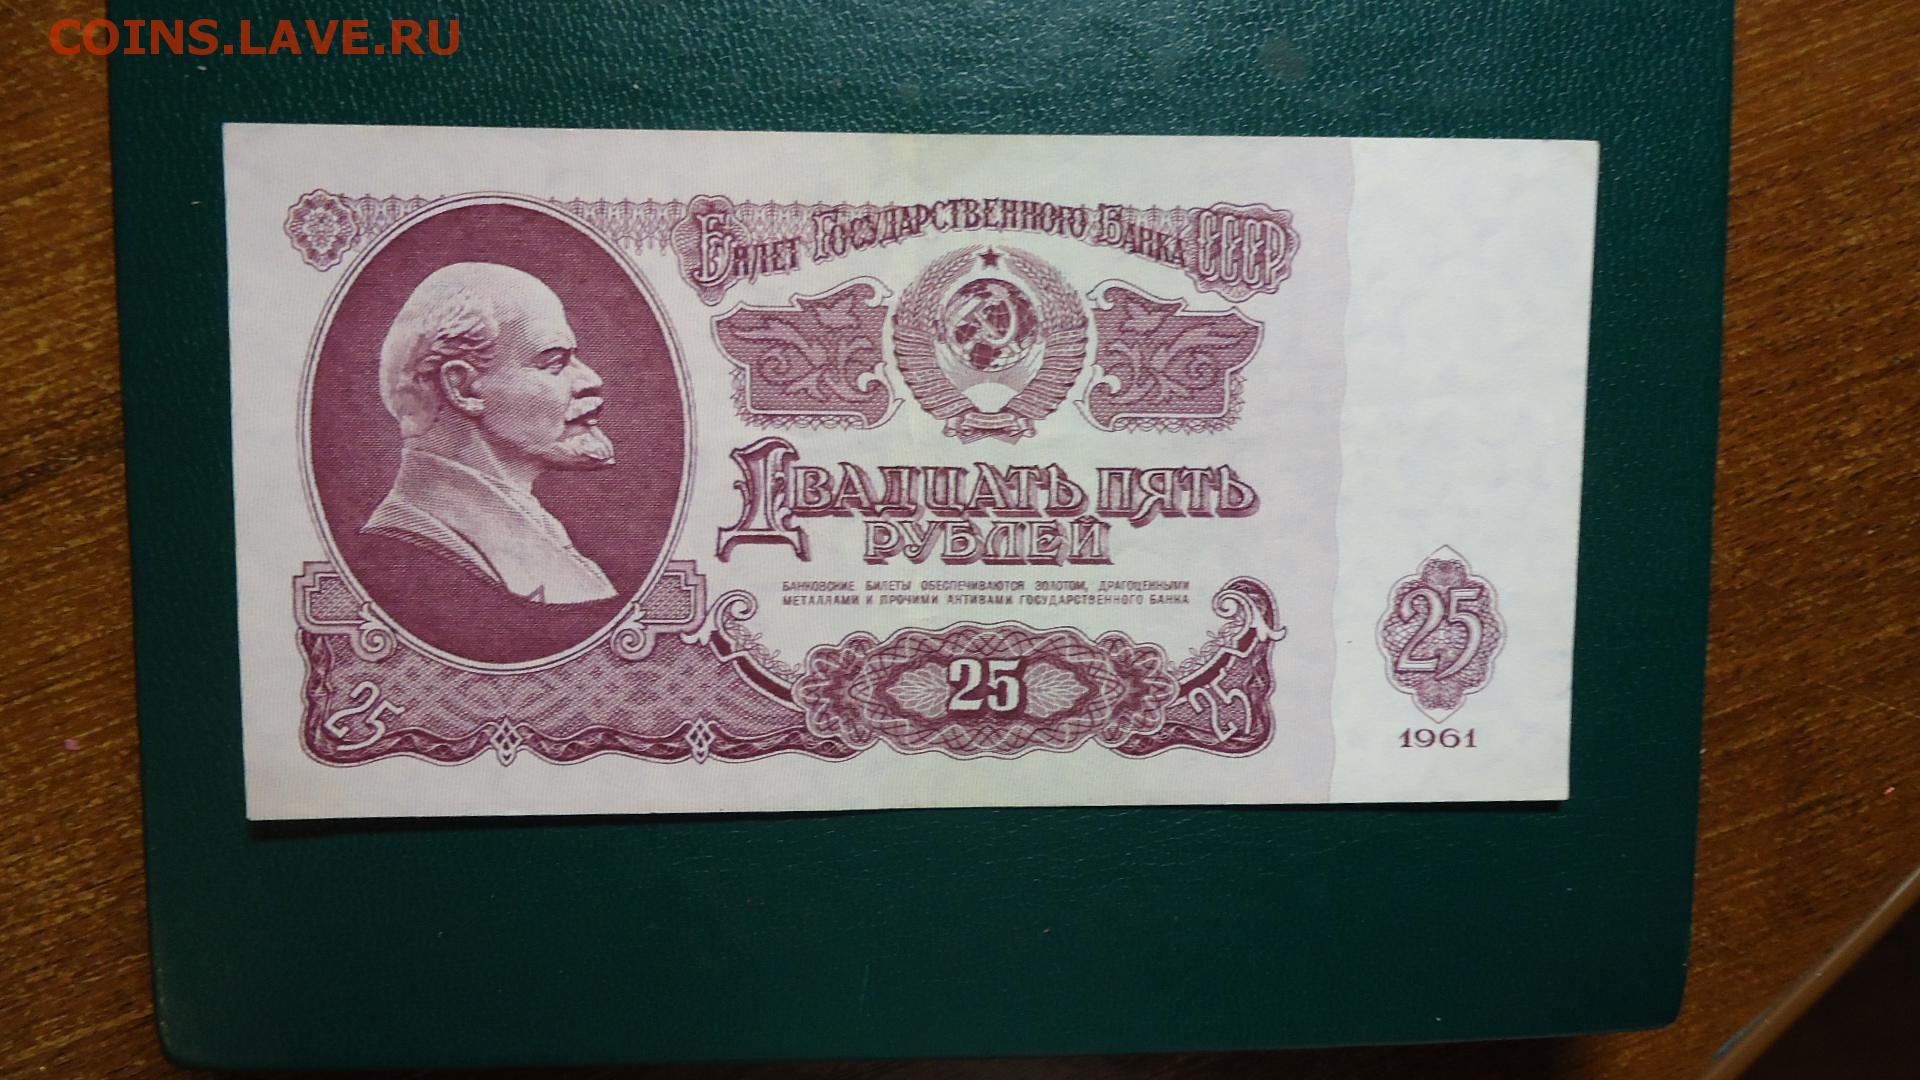 COINS.LAVE.RU
Билет Государственного Банка СССР
Двадцать пять
рублей
БАНКОВСКИЕ БИЛЕТЫ ОБЕСПЕЧИВАЮТСЯ ЗОЛОТОМ, ДРАГОЦЕННЫМИ
МЕТАЛЛАМИ И ПРОЧИМИ АКТИВАМИ ГОСУДАРСТВЕННОГО БАНКА
25
25
25
25
1961